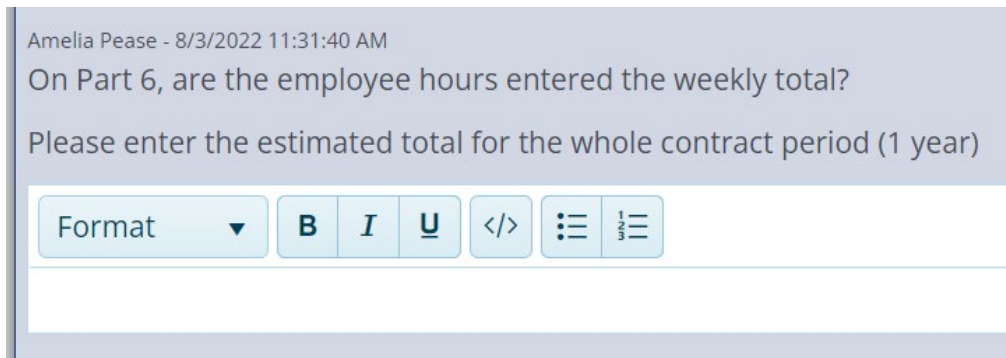 Amelia Pease - 8/3/2022 11:31:40 AM
On Part 6, are the employee hours entered the weekly total?
Please enter the estimated total for the whole contract period (1 year)
Format B I U </>